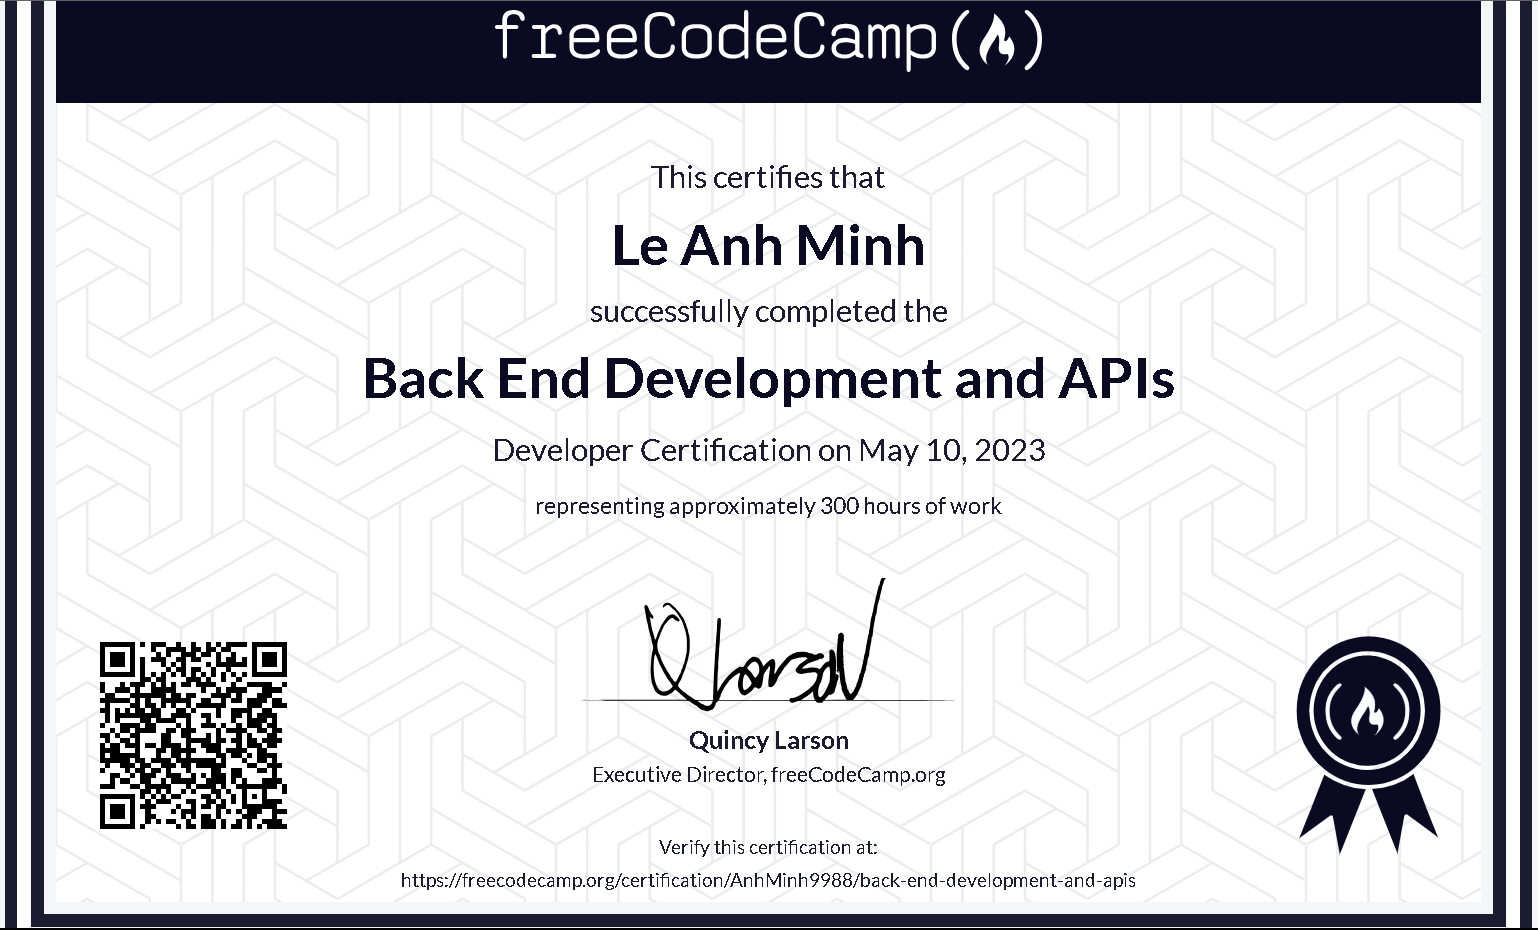 freeCodeCamp
This certifies that
Le Anh Minh
successfully completed the
Back End Development and APIs
Developer Certification on May 10, 2023
representing approximately 300 hours of work
Q Larson
Quincy Larson
Executive Director, freeCodeCamp.org
Verify this certification at:
https://freecodecamp.org/certification/AnhMinh9988/back-end-development-and-apis